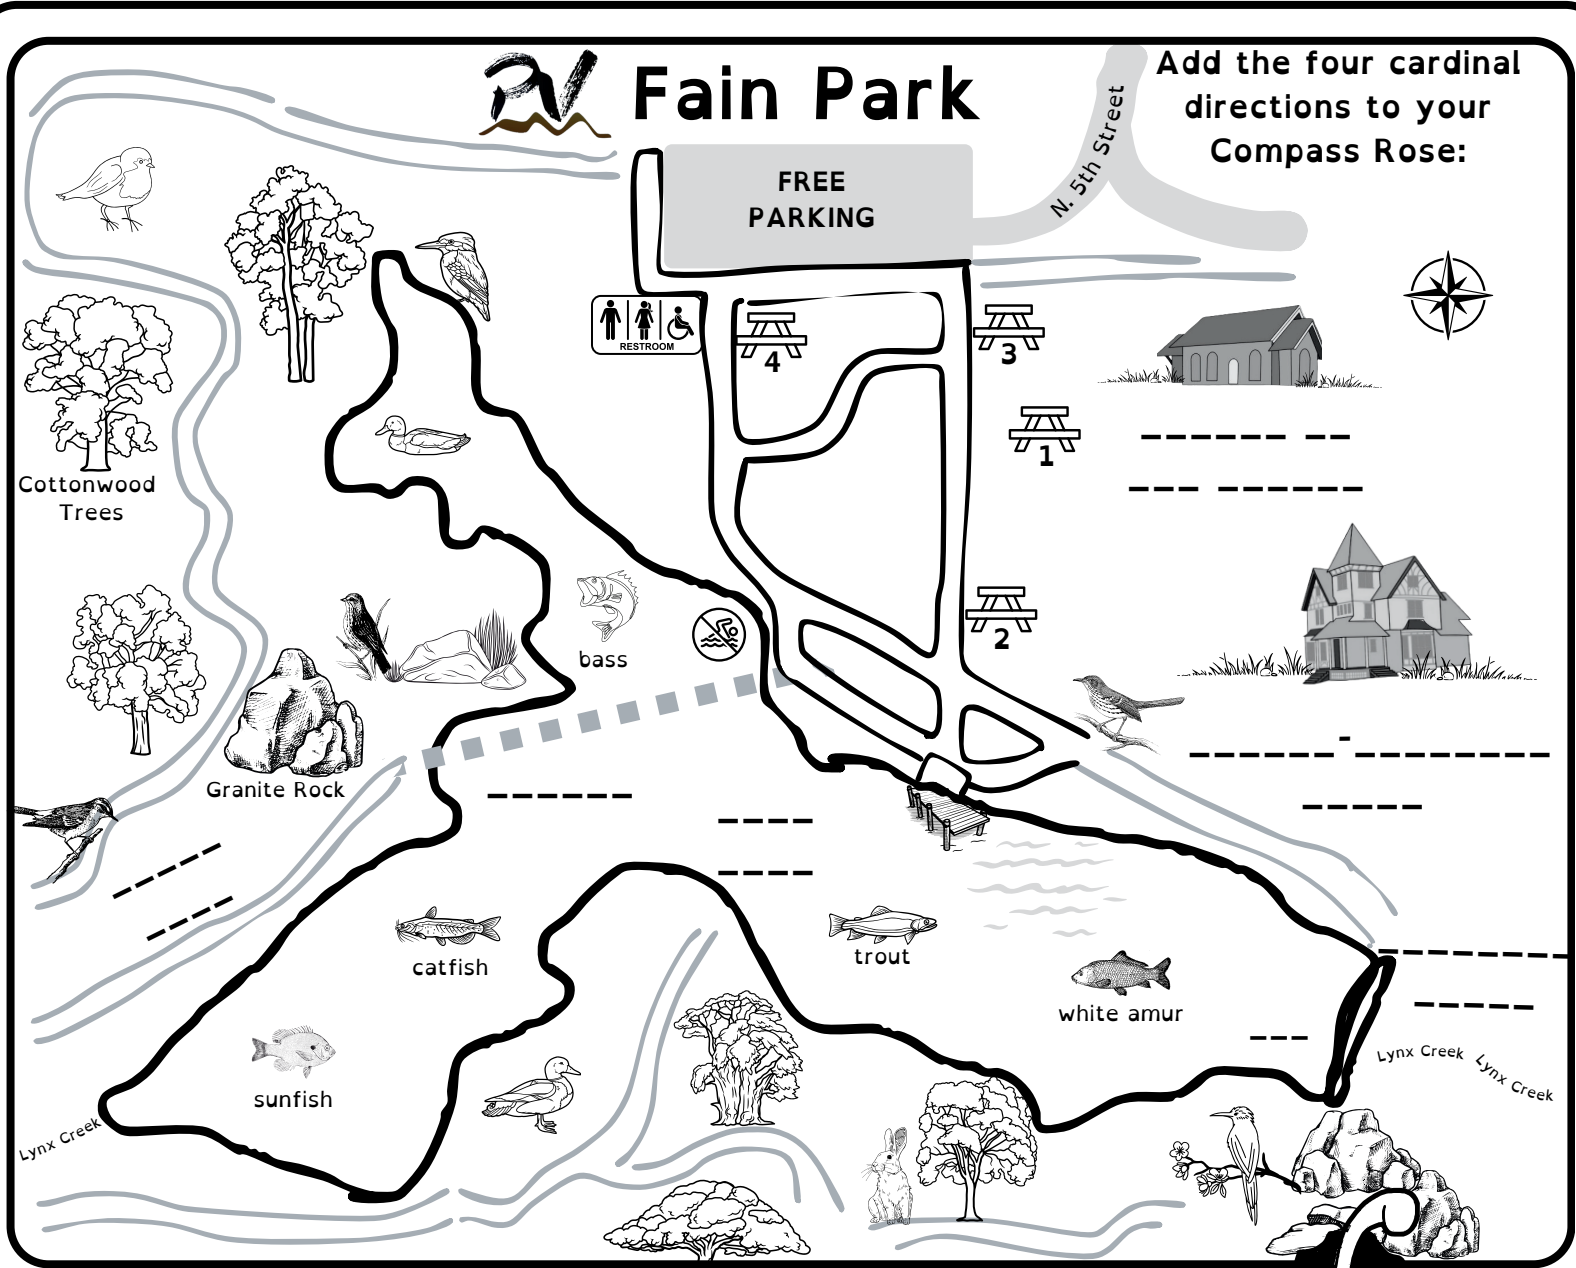 PV
Fain Park
Add the four cardinal
directions to your
Compass Rose:
N. 5th Street
FREE
PARKING
RESTROOM
4
3
1
2
Cottonwood
Trees
bass
Granite Rock
catfish
trout
white amur
sunfish
Lynx Creek
Lynx Creek
Lynx Creek